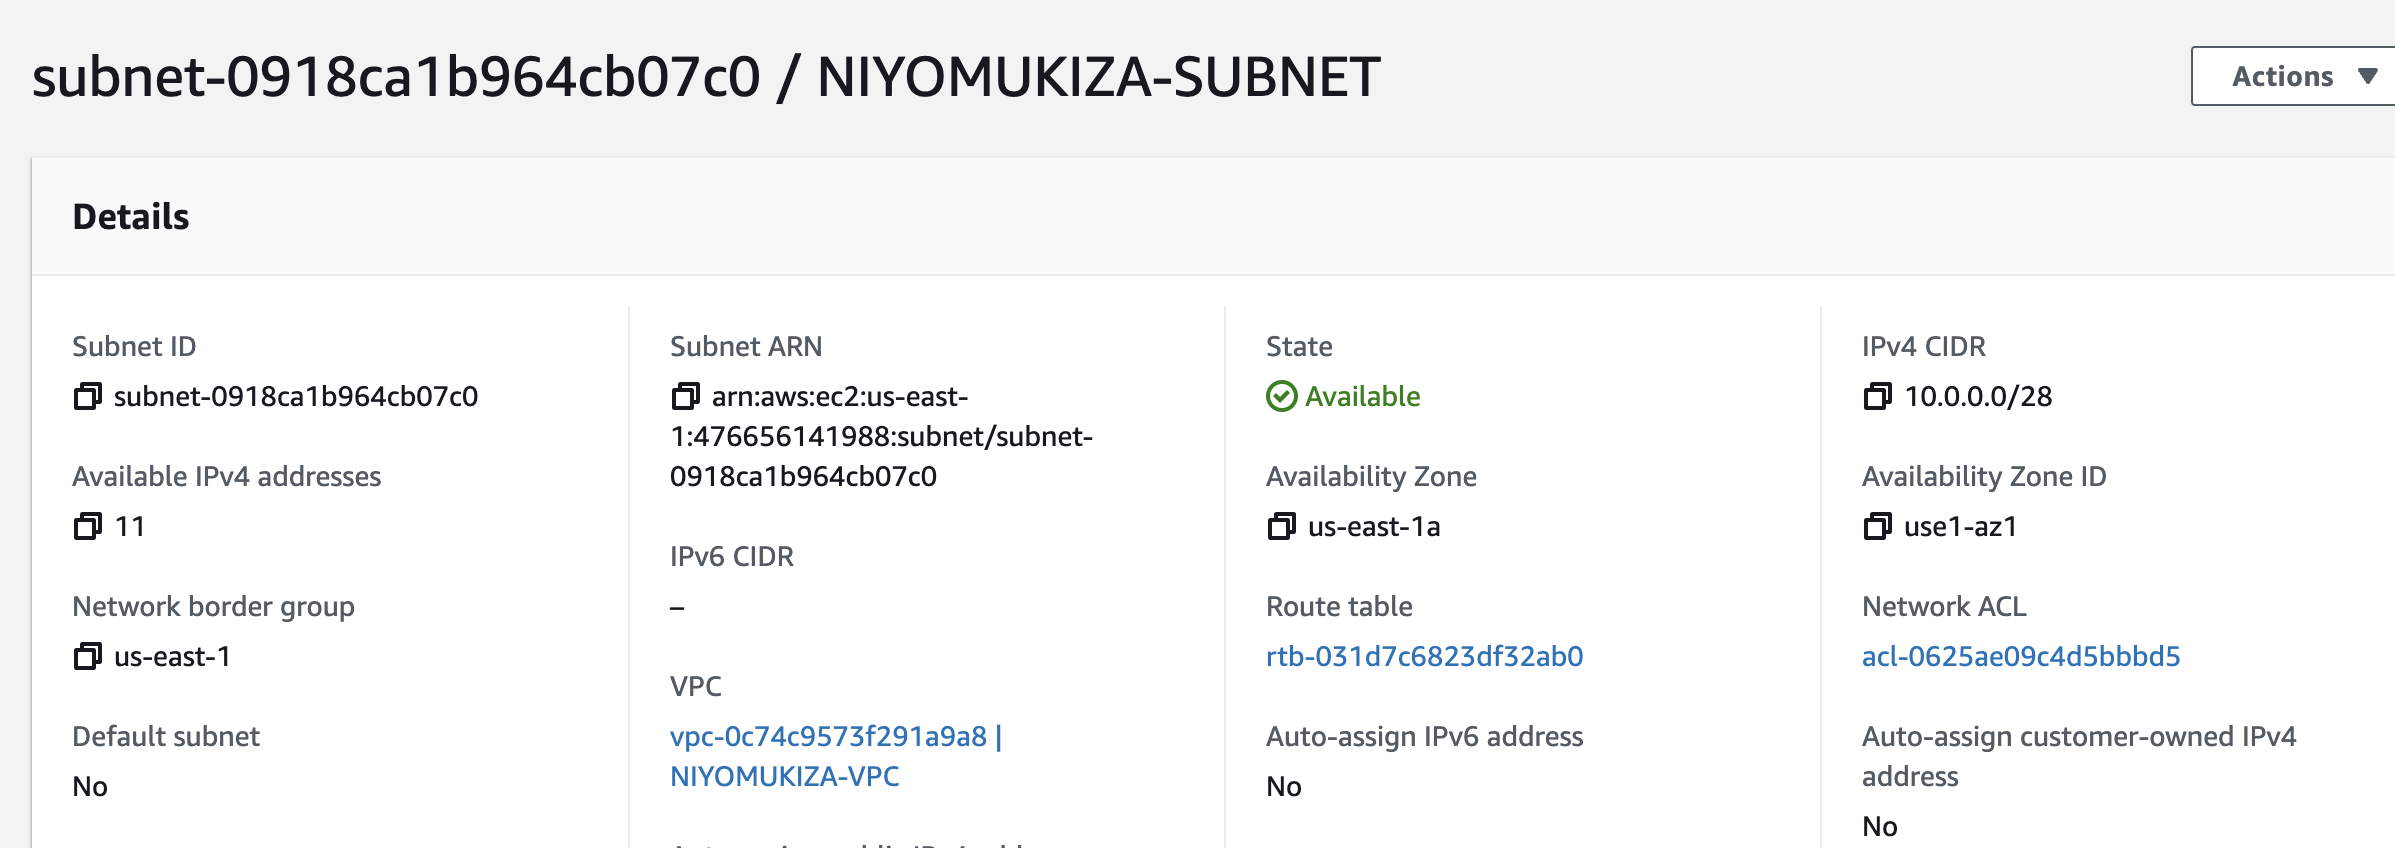 subnet-0918ca1b964cb07c0 / NIYOMUKIZA-SUBNET
Actions
Details
Subnet ID
subnet-0918ca1b964cb07c0
Available IPv4 addresses
11
Network border group
us-east-1
Default subnet
No
Subnet ARN
arn:aws:ec2:us-east-
1:476656141988:subnet/subnet-
0918ca1b964cb07c0
IPv6 CIDR
–
VPC
vpc-0c74c9573f291a9a8 |
NIYOMUKIZA-VPC
State
Available
Availability Zone
us-east-1a
Route table
rtb-031d7c6823df32ab0
Auto-assign IPv6 address
No
IPv4 CIDR
10.0.0.0/28
Availability Zone ID
use1-az1
Network ACL
acl-0625ae09c4d5bbbd5
Auto-assign customer-owned IPv4
address
No